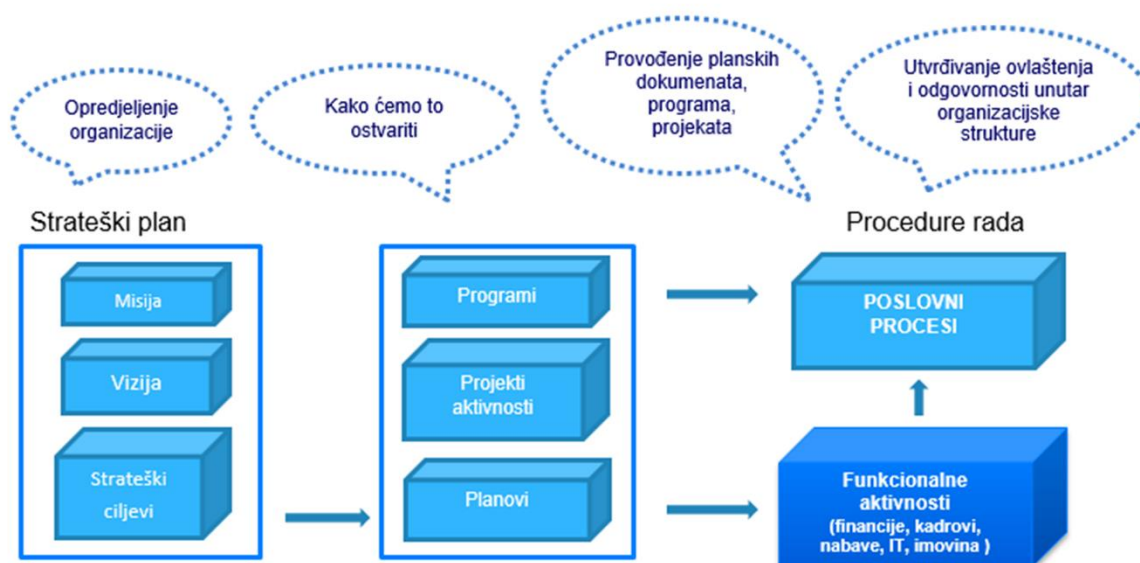 Opredjeljenje
organizacije
Kako ćemo to
ostvariti
Provođenje planskih
dokumenata,
programa,
projekata
Utvrđivanje ovlaštenja
i odgovornosti unutar
organizacijske
strukture
Strateški plan
Procedure rada
Misija
Vizija
Strateški
ciljevi
Programi
Projekti
aktivnosti
Planovi
POSLOVNI
PROCESI
Funkcionalne
aktivnosti
(financije, kadrovi,
nabave, IT, imovina )